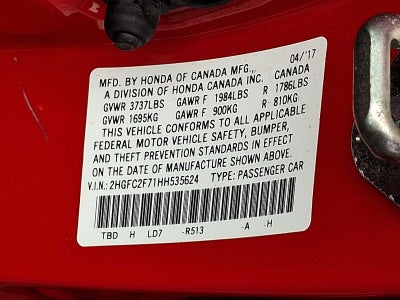 MFD. BY HONDA OF CANADA MFG., 04/'17
A DIVISION OF HONDA CANADA INC. CANADA
GVWR 3737LBS GAWR F 1984LBS R 1786LBS
GVWR 1695KG GAWR F 900KG R 810KG
THIS VEHICLE CONFORMS TO ALL APPLICABLE
FEDERAL MOTOR VEHICLE SAFETY, BUMPER,
AND THEFT PREVENTION STANDARDS IN EFFECT
ON THE DATE OF MANUFACTURE SHOWN ABOVE.
V.I.N.: 2HGFC2F71HH535624 TYPE: PASSENGER CAR
TBD H LD7 -R513 -A -H